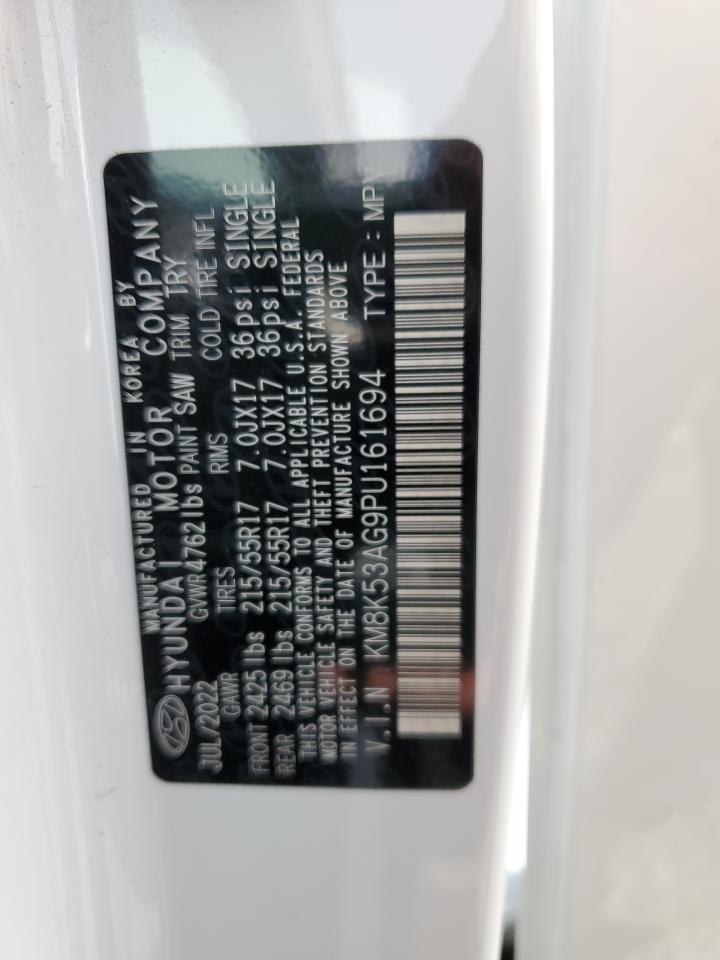 MANUFACTURED IN KOREA BY
HYUNDAI MOTOR COMPANY
GVWR 4762 lbs PAINT SAW TRIM TRY
JUL/2022 TIRES RIMS COLD TIRE INFL
GAWR
FRONT 2425 lbs 215/55R17 7.0JX17 36psi SINGLE
REAR 2469 lbs 215/55R17 7.0JX17 36psi SINGLE
THIS VEHICLE CONFORMS TO ALL APPLICABLE U.S.A. FEDERAL
MOTOR VEHICLE SAFETY AND THEFT PREVENTION STANDARDS
IN EFFECT ON THE DATE OF MANUFACTURE SHOWN ABOVE
V.I.N KM8K53AG9PU161694 TYPE : MPV